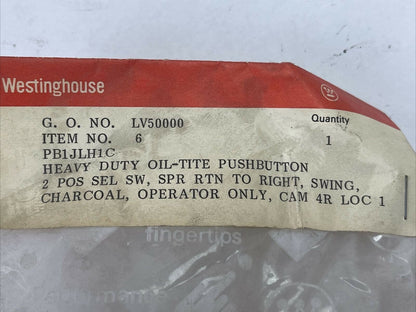 Westinghouse
G. O. NO. LV50000 Quantity
ITEM NO. 6 1
PB1JLH1C
HEAVY DUTY OIL-TITE PUSHBUTTON
2 POS SEL SW, SPR RTN TO RIGHT, SWING,
CHARCOAL, OPERATOR ONLY, CAM 4R LOC 1
fingertips